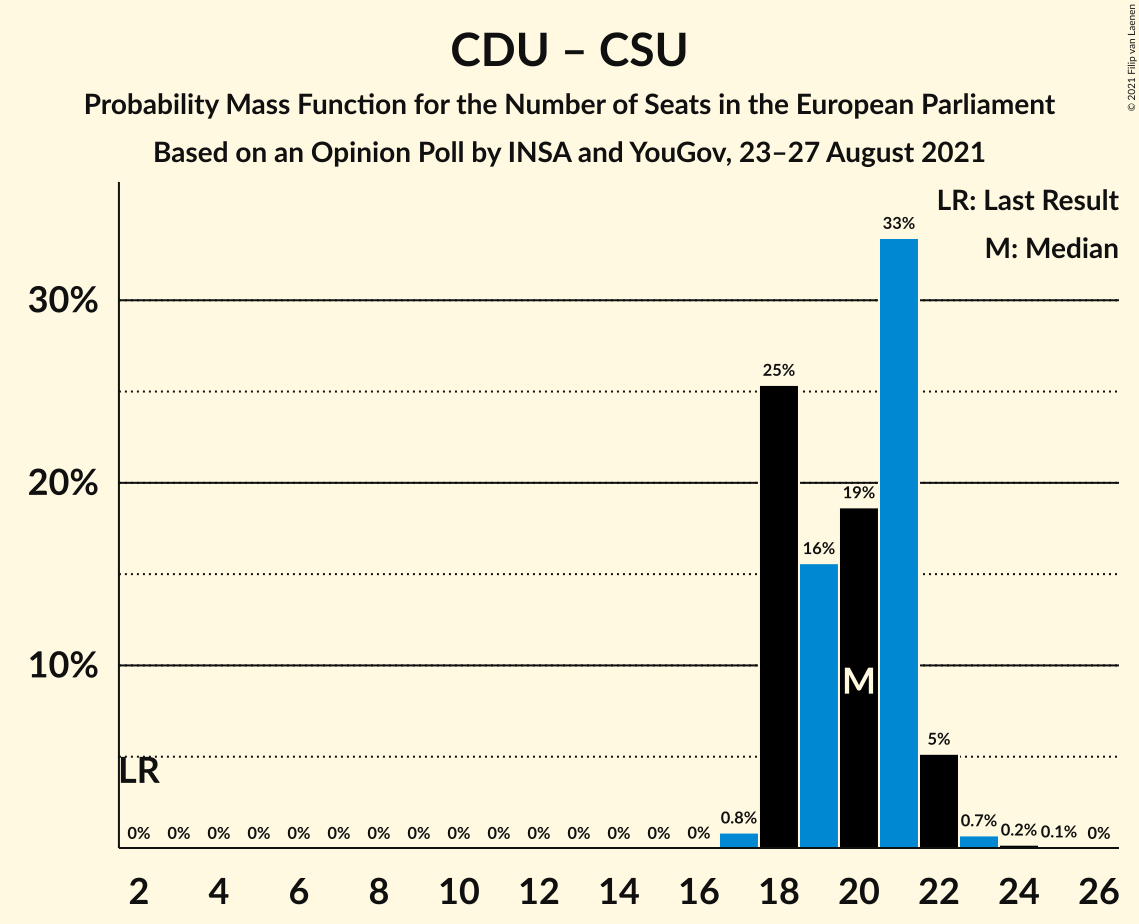 CDU – CSU
Probability Mass Function for the Number of Seats in the European Parliament
Based on an Opinion Poll by INSA and YouGov, 23–27 August 2021
© 2021 Filip van Laenen
LR: Last Result
M: Median
33%
30%
25%
20%
19%
16%
10%
M
5%
LR
0% 0% 0% 0% 0% 0% 0% 0% 0% 0% 0% 0% 0% 0% 0% 0.8% 0.7% 0.2% 0.1% 0%
2 4 6 8 10 12 14 16 18 20 22 24 26